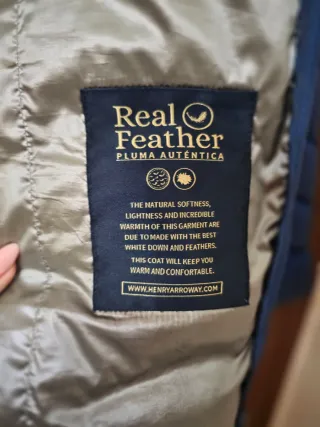 Real
Feather
PLUMA AUTÉNTICA
THE NATURAL SOFTNESS,
LIGHTNESS AND INCREDIBLE
WARMTH OF THIS GARMENT ARE
DUE TO MADE WITH THE BEST
WHITE DOWN AND FEATHERS.
THIS COAT WILL KEEP YOU
WARM AND CONFORTABLE.
WWW.HENRYARROWAY.COM